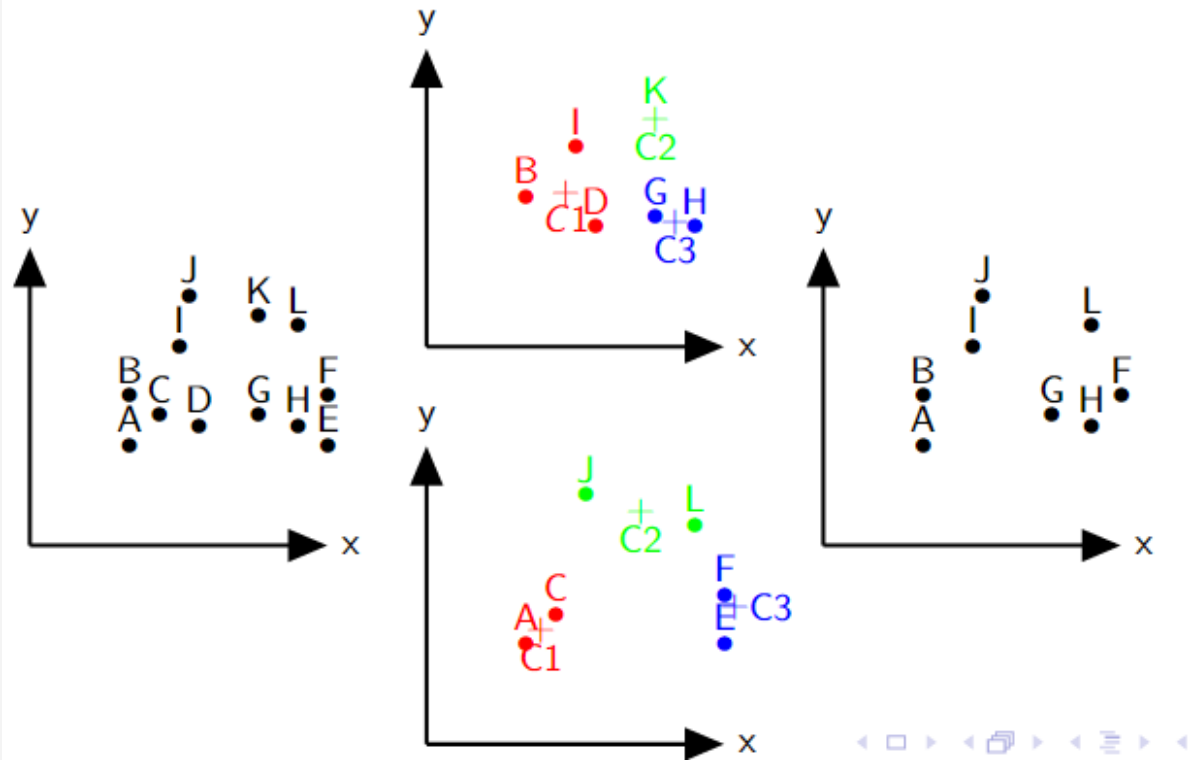 y
J
K L
I
B C D G H F
A E
x
y
K
I C2
B D G H
C1 C3
x
y
J
L
C2
F
C C3
A E
C1
x
y
J
L
I
B G H F
A
x